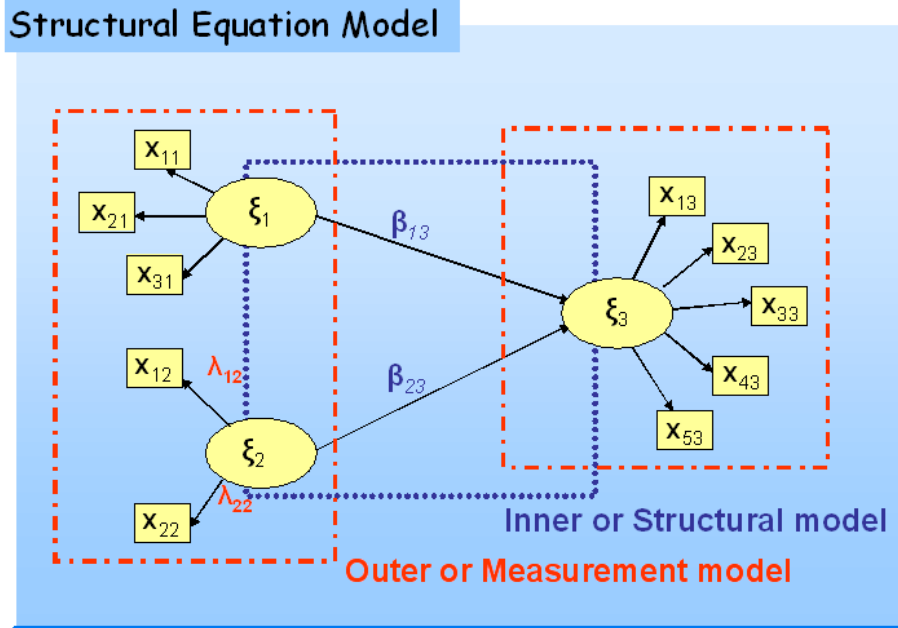 Structural Equation Model
x₁₁
x₂₁
ξ₁
x₃₁
β₁₃
x₁₃
x₂₃
x₃₃
ξ₃
x₁₂
λ₁₂
β₂₃
x₄₃
x₅₃
ξ₂
λ₂₂
x₂₂
Inner or Structural model
Outer or Measurement model